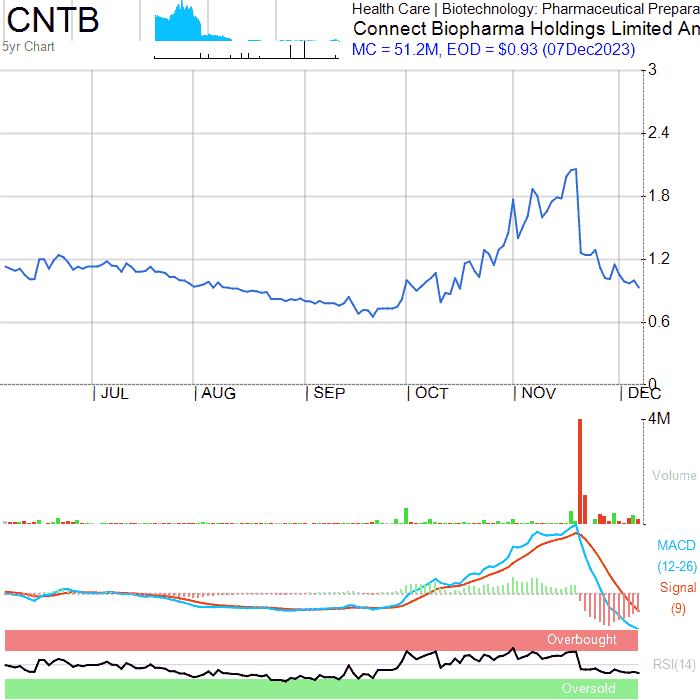 CNTB
5yr Chart
Health Care | Biotechnology: Pharmaceutical Prepara
Connect Biopharma Holdings Limited An
MC = 51.2M, EOD = $0.93 (07Dec2023)
3
2.4
1.8
1.2
0.6
0
JUL AUG SEP OCT NOV DEC
4M
Volume
MACD
(12-26)
Signal
(9)
Overbought
RSI(14)
Oversold